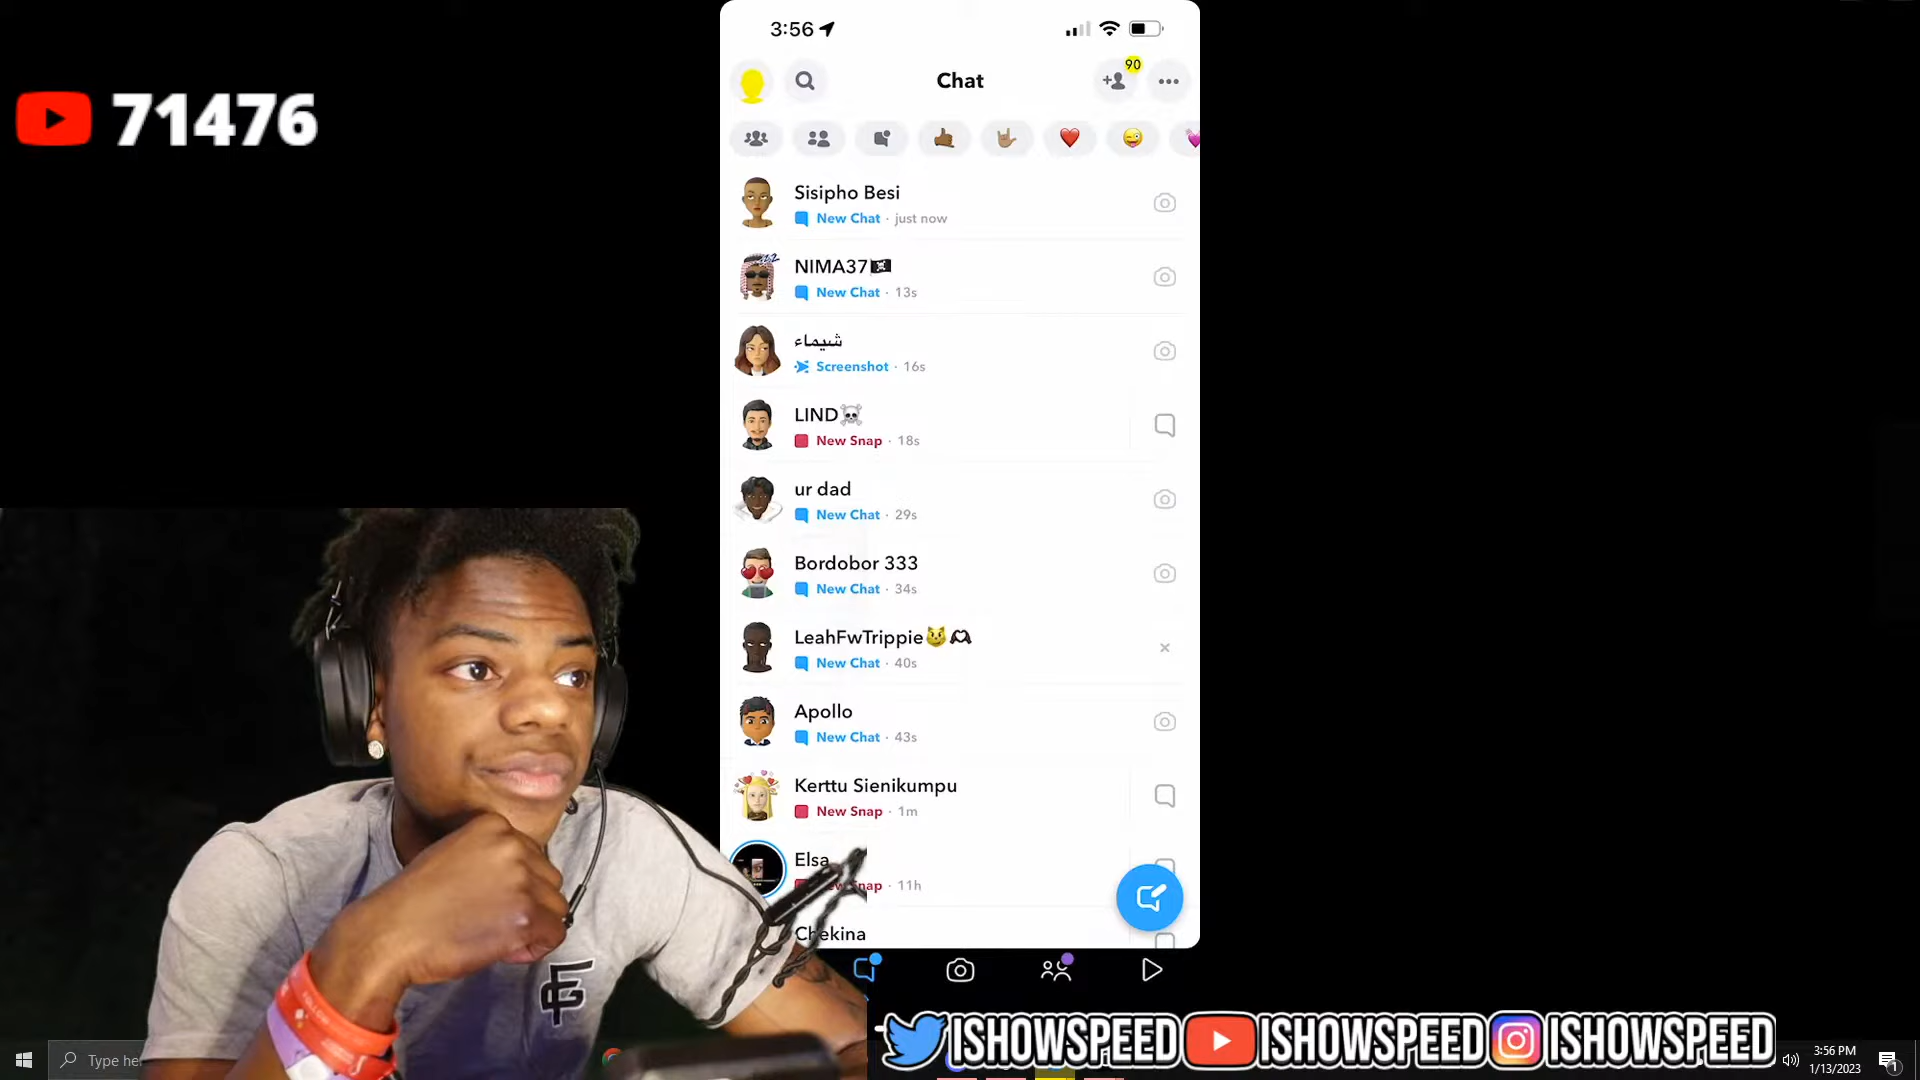 3:56
71476
90
Chat
Sisipho Besi
New Chat · just now
NIMA37
New Chat · 13s
شيماء
Screenshot · 16s
LIND
New Snap · 18s
ur dad
New Chat · 29s
Bordobor 333
New Chat · 34s
LeahFwTrippie
New Chat · 40s
Apollo
New Chat · 43s
Kerttu Sienikumpu
New Snap · 1m
Elsa
New Snap · 11h
Chekina
ISHOWSPEED ISHOWSPEED ISHOWSPEED
Type he
3:56 PM
1/13/2023
1